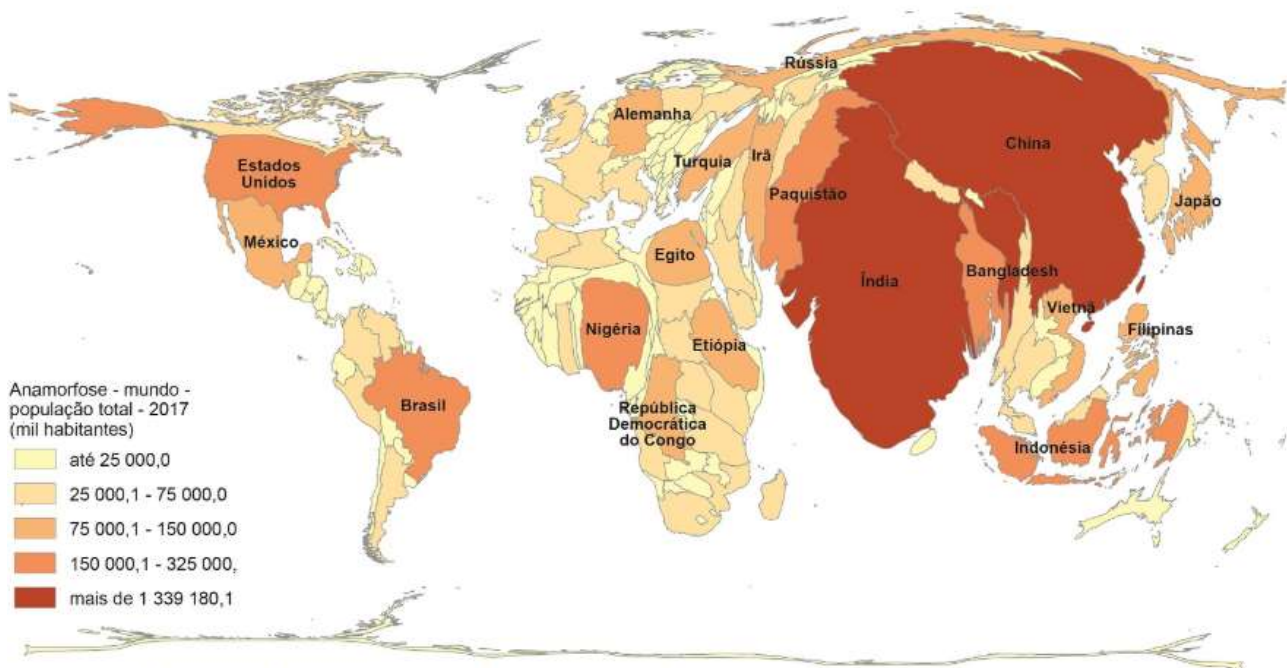 Rússia
Alemanha
China
Estados
Unidos
Turquia
Irã
Paquistão
Japão
México
Egito
Índia
Bangladesh
Vietnã
Nigéria
Filipinas
Etiópia
Brasil
República
Democrática
do Congo
Indonésia
Anamorfose - mundo -
população total - 2017
(mil habitantes)
até 25 000,0
25 000,1 - 75 000,0
75 000,1 - 150 000,0
150 000,1 - 325 000,
mais de 1 339 180,1